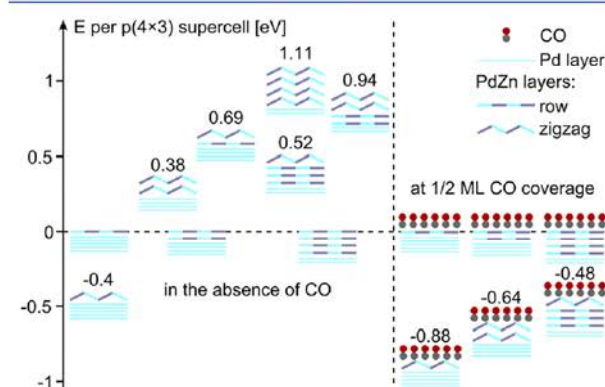 E per p(4×3) supercell [eV]
1.11
CO
Pd layer
PdZn layers:
row
zigzag
1
0.94
0.69
0.5
0.52
0.38
at 1/2 ML CO coverage
0
-0.4
in the absence of CO
-0.48
-0.5
-0.64
-0.88
-1